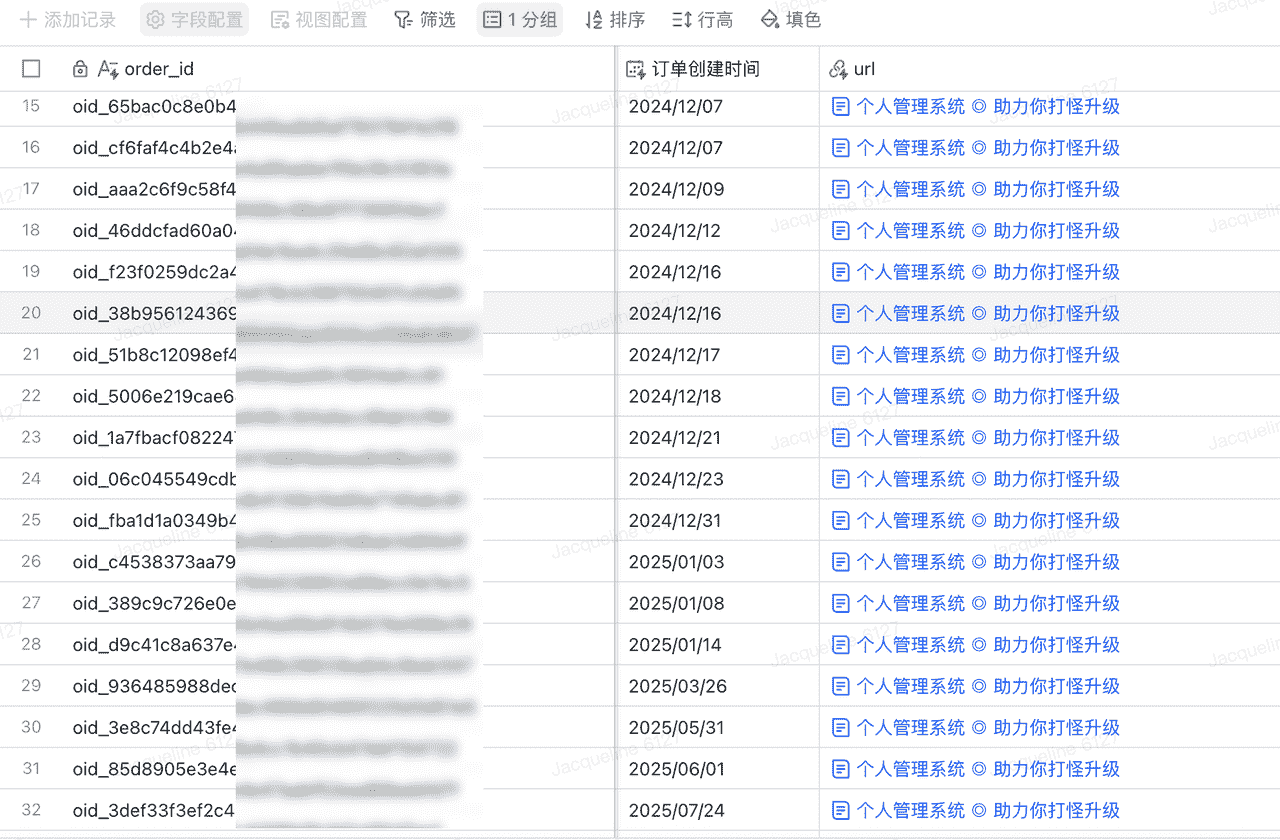 添加记录 字段配置 视图配置 筛选 1 分组 排序 行高 填色
order_id 订单创建时间 url
15 oid_65bac0c8e0b4 2024/12/07 个人管理系统 ◎ 助力你打怪升级
16 oid_cf6faf4c4b2e4a 2024/12/07 个人管理系统 ◎ 助力你打怪升级
17 oid_aaa2c6f9c58f4 2024/12/09 个人管理系统 ◎ 助力你打怪升级
18 oid_46ddcfad60a04 2024/12/12 个人管理系统 ◎ 助力你打怪升级
19 oid_f23f0259dc2a4 2024/12/16 个人管理系统 ◎ 助力你打怪升级
20 oid_38b956124369 2024/12/16 个人管理系统 ◎ 助力你打怪升级
21 oid_51b8c12098ef4 2024/12/17 个人管理系统 ◎ 助力你打怪升级
22 oid_5006e219cae6 2024/12/18 个人管理系统 ◎ 助力你打怪升级
23 oid_1a7fbacf08224 2024/12/21 个人管理系统 ◎ 助力你打怪升级
24 oid_06c045549cdb 2024/12/23 个人管理系统 ◎ 助力你打怪升级
25 oid_fba1d1a0349b4 2024/12/31 个人管理系统 ◎ 助力你打怪升级
26 oid_c4538373aa79 2025/01/03 个人管理系统 ◎ 助力你打怪升级
27 oid_389c9c726e0e 2025/01/08 个人管理系统 ◎ 助力你打怪升级
28 oid_d9c41c8a637e 2025/01/14 个人管理系统 ◎ 助力你打怪升级
29 oid_936485988dec 2025/03/26 个人管理系统 ◎ 助力你打怪升级
30 oid_3e8c74dd43fe4 2025/05/31 个人管理系统 ◎ 助力你打怪升级
31 oid_85d8905e3e4e 2025/06/01 个人管理系统 ◎ 助力你打怪升级
32 oid_3def33f3ef2c4 2025/07/24 个人管理系统 ◎ 助力你打怪升级
Jacqueline 6127